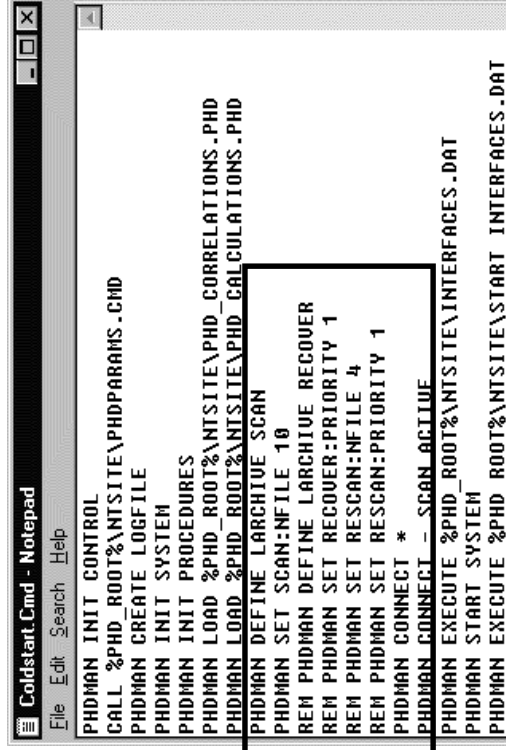 Coldstart.Cmd - Notepad
File Edit Search Help
PHDMAN INIT CONTROL
CALL %PHD_ROOT%\NTSITE\PHDPARAMS.CMD
PHDMAN CREATE LOGFILE
PHDMAN INIT SYSTEM
PHDMAN INIT PROCEDURES
PHDMAN LOAD %PHD_ROOT%\NTSITE\PHD_CORRELATIONS.PHD
PHDMAN LOAD %PHD_ROOT%\NTSITE\PHD_CALCULATIONS.PHD
PHDMAN DEFINE LARCHIVE SCAN
PHDMAN SET SCAN:NFILE 10
REM PHDMAN DEFINE LARCHIVE RECOVER
REM PHDMAN SET RECOVER:PRIORITY 1
REM PHDMAN SET RESCAN:NFILE 4
REM PHDMAN SET RESCAN:PRIORITY 1
PHDMAN CONNECT *
PHDMAN CONNECT - SCAN ACTIVE
PHDMAN EXECUTE %PHD_ROOT%\NTSITE\INTERFACES.DAT
PHDMAN START SYSTEM
PHDMAN EXECUTE %PHD_ROOT%\NTSITE\START_INTERFACES.DAT